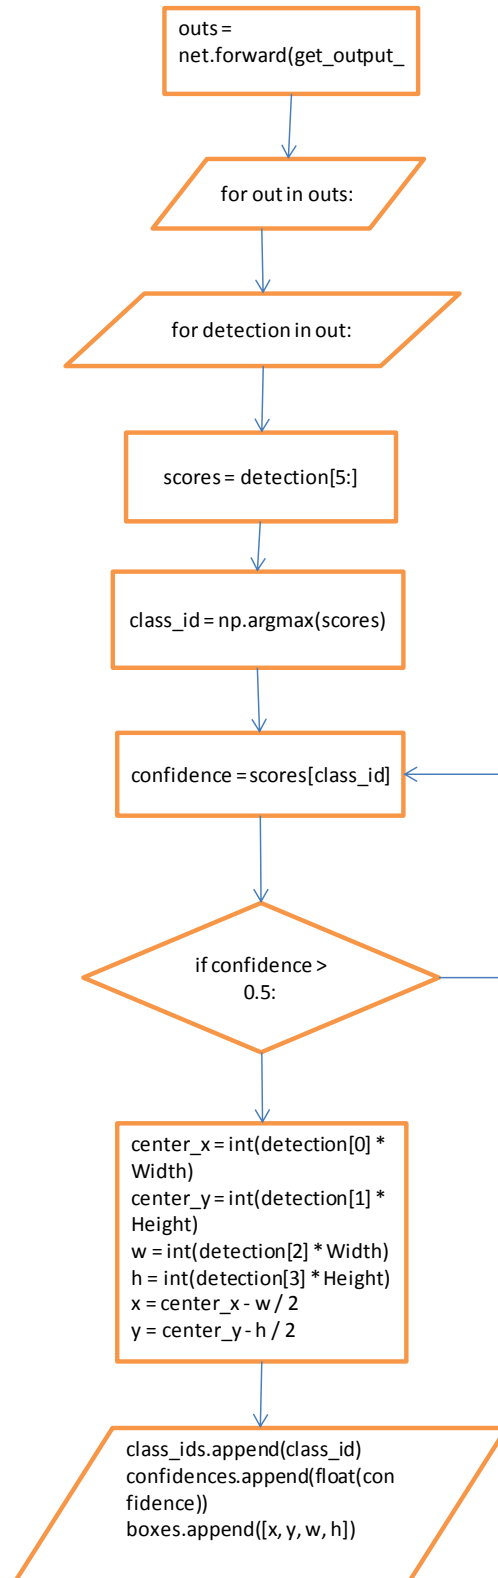 outs =
net.forward(get_output_
for out in outs:
for detection in out:
scores = detection[5:]
class_id = np.argmax(scores)
confidence = scores[class_id]
if confidence >
0.5:
center_x = int(detection[0] *
Width)
center_y = int(detection[1] *
Height)
w = int(detection[2] * Width)
h = int(detection[3] * Height)
x = center_x - w / 2
y = center_y - h / 2
class_ids.append(class_id)
confidences.append(float(con
fidence))
boxes.append([x, y, w, h])